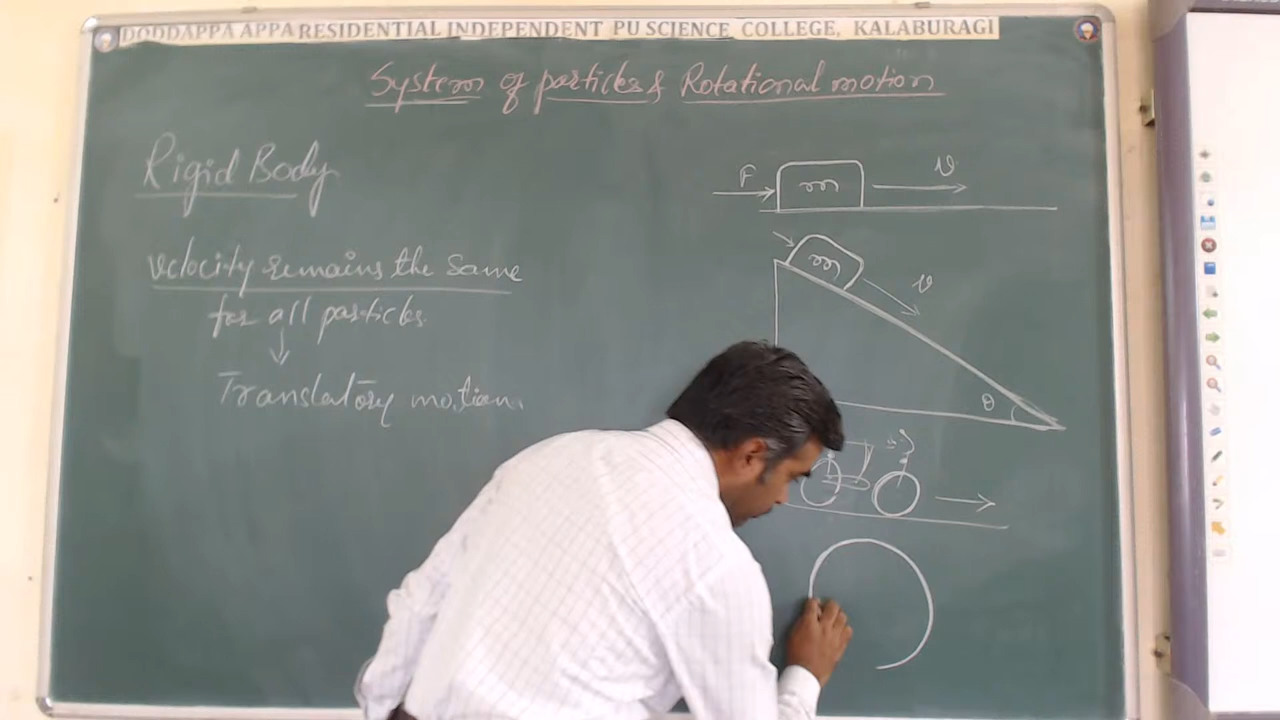 DODDAPPA APPA RESIDENTIAL INDEPENDENT PU SCIENCE COLLEGE, KALABURAGI
System of particles & Rotational motion
Rigid Body
F
v
velocity remains the same
for all particles
v
Translatory motion.
θ